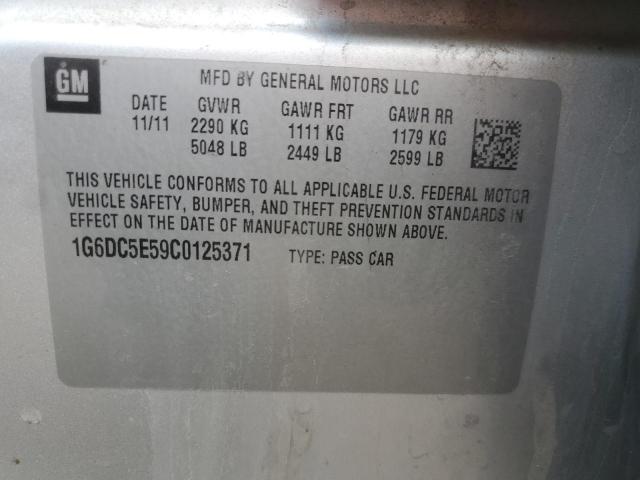 GM
MFD BY GENERAL MOTORS LLC
DATE GVWR GAWR FRT GAWR RR
11/11 2290 KG 1111 KG 1179 KG
5048 LB 2449 LB 2599 LB
THIS VEHICLE CONFORMS TO ALL APPLICABLE U.S. FEDERAL MOTOR
VEHICLE SAFETY, BUMPER, AND THEFT PREVENTION STANDARDS IN
EFFECT ON THE DATE OF MANUFACTURE SHOWN ABOVE.
1G6DC5E59C0125371 TYPE: PASS CAR